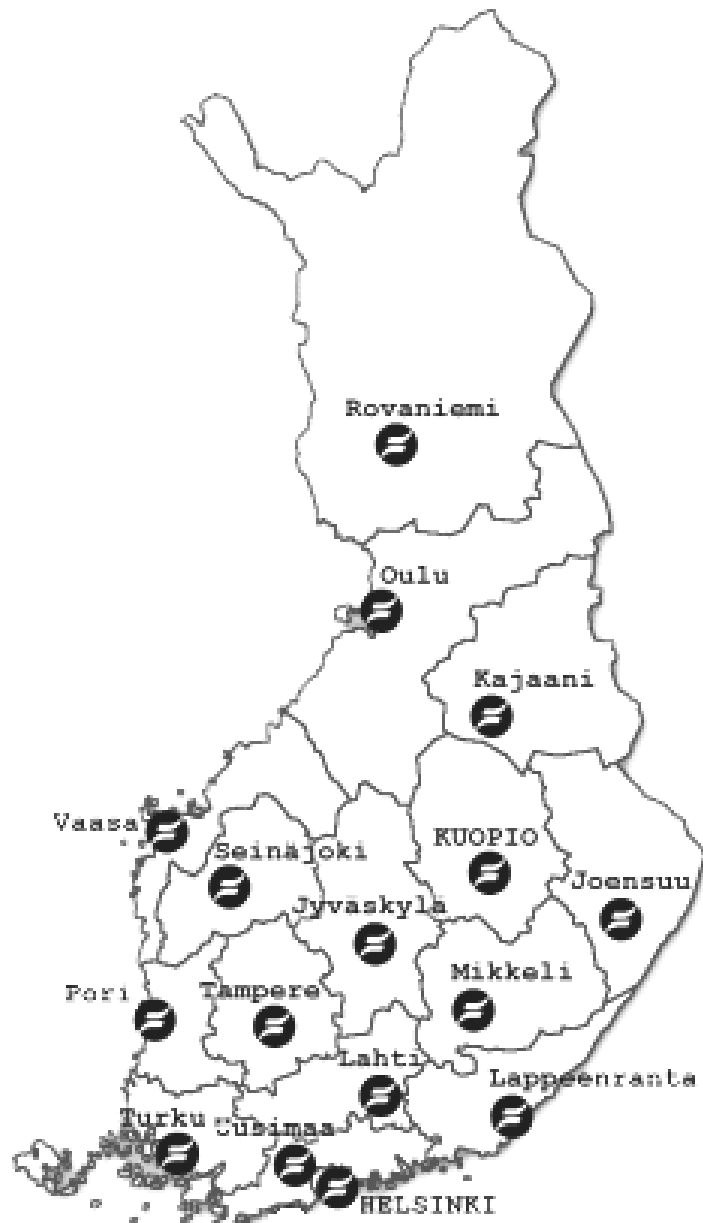 Rovaniemi
Oulu
Kajaani
Vaasa
KUOPIO
Seinäjoki
Joensuu
Jyväskylä
Mikkeli
Pori
Tampere
Lahti
Lappeenranta
Turku
Uusimaa
HELSINKI